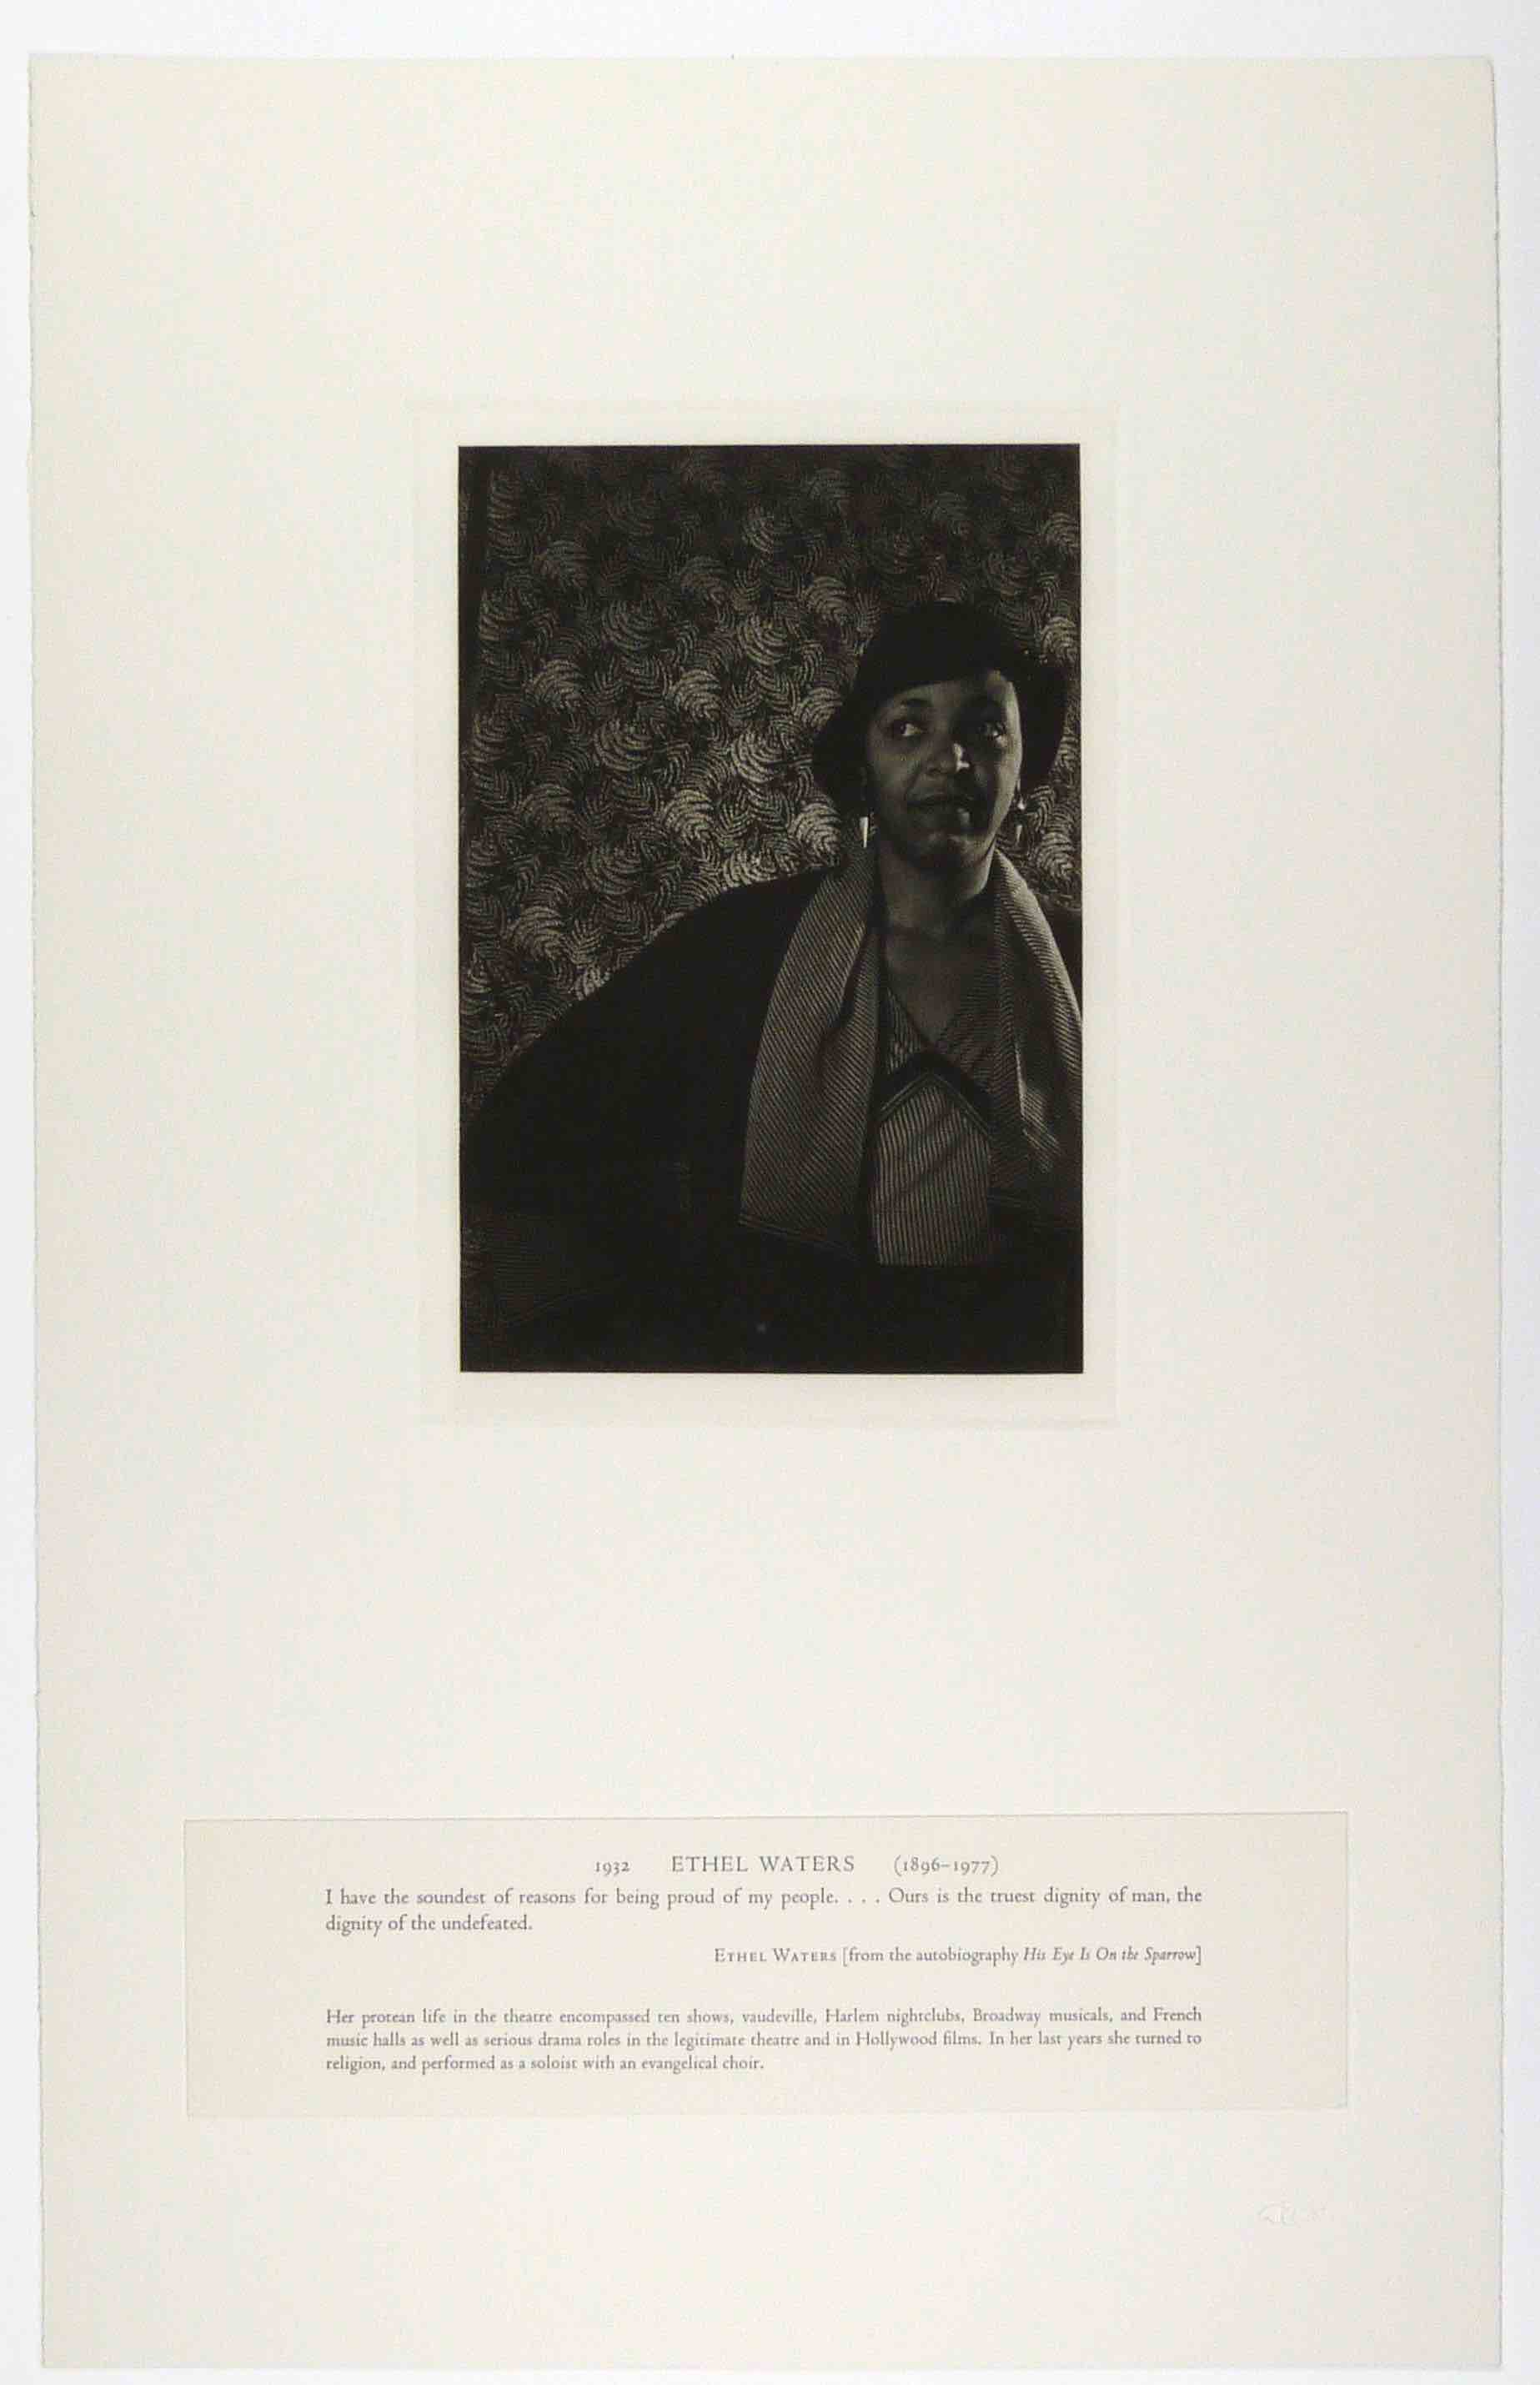 1932 ETHEL WATERS (1896–1977)
I have the soundest of reasons for being proud of my people. . . . Ours is the truest dignity of man, the
dignity of the undefeated.
ETHEL WATERS [from the autobiography His Eye Is On the Sparrow]
Her protean life in the theatre encompassed ten shows, vaudeville, Harlem nightclubs, Broadway musicals, and French
music halls as well as serious drama roles in the legitimate theatre and in Hollywood films. In her last years she turned to
religion, and performed as a soloist with an evangelical choir.